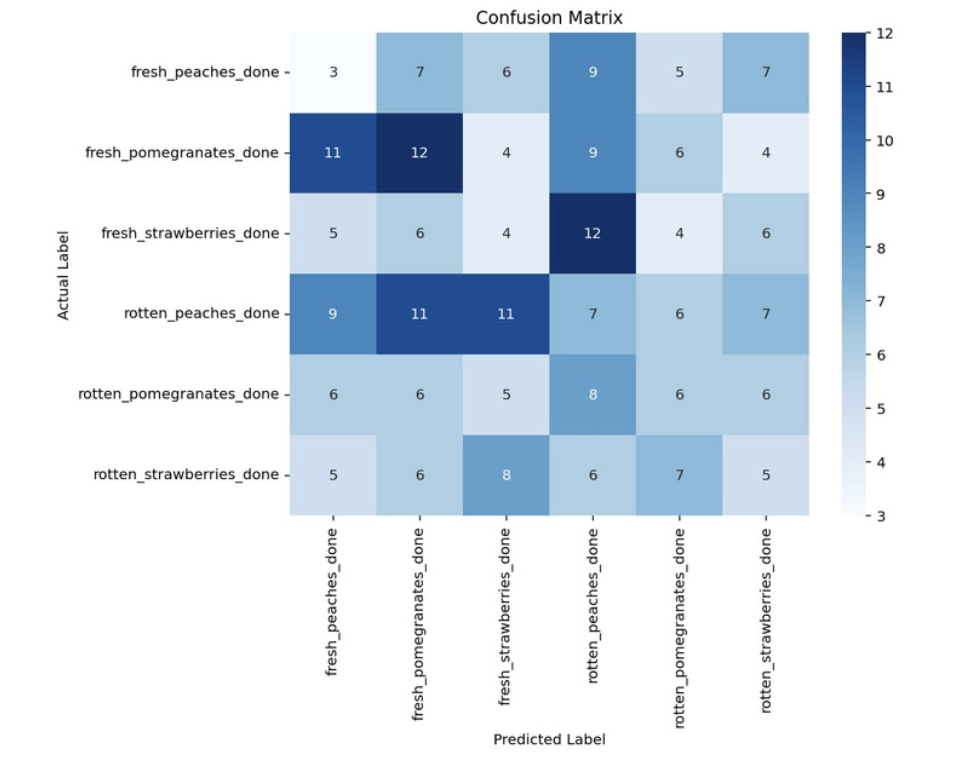 Confusion Matrix
fresh_peaches_done 3 7 6 9 5 7
fresh_pomegranates_done 11 12 4 9 6 4
fresh_strawberries_done 5 6 4 12 4 6
rotten_peaches_done 9 11 11 7 6 7
rotten_pomegranates_done 6 6 5 8 6 6
rotten_strawberries_done 5 6 8 6 7 5
Actual Label
fresh_peaches_done
fresh_pomegranates_done
fresh_strawberries_done
rotten_peaches_done
rotten_pomegranates_done
rotten_strawberries_done
Predicted Label
12
11
10
9
8
7
6
5
4
3